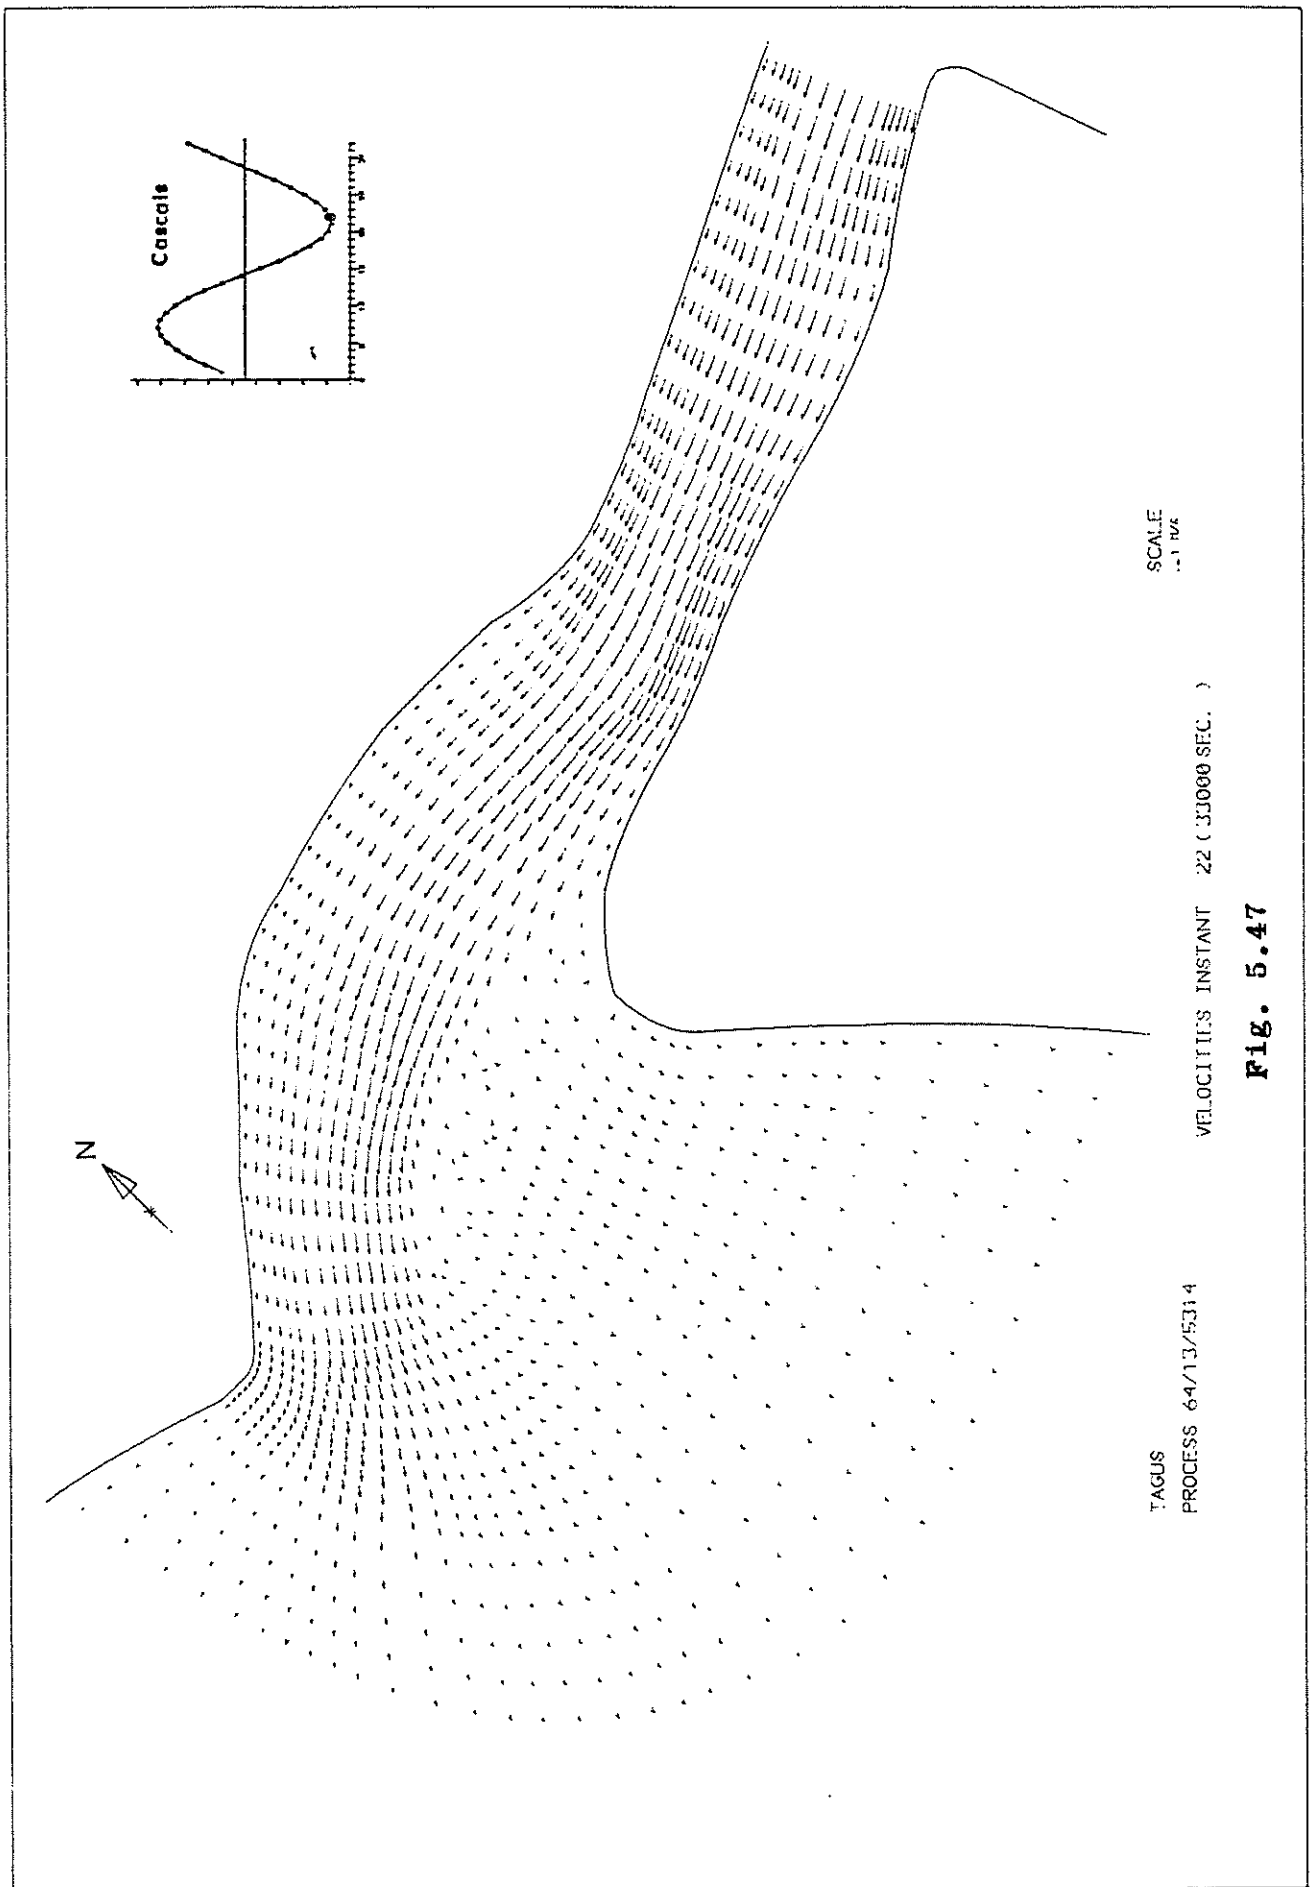 Cascais
N
SCALE
TAGUS
PROCESS 64/13/5314
VELOCITIES INSTANT 22 ( 33000 SEC. )
Fig. 5.47